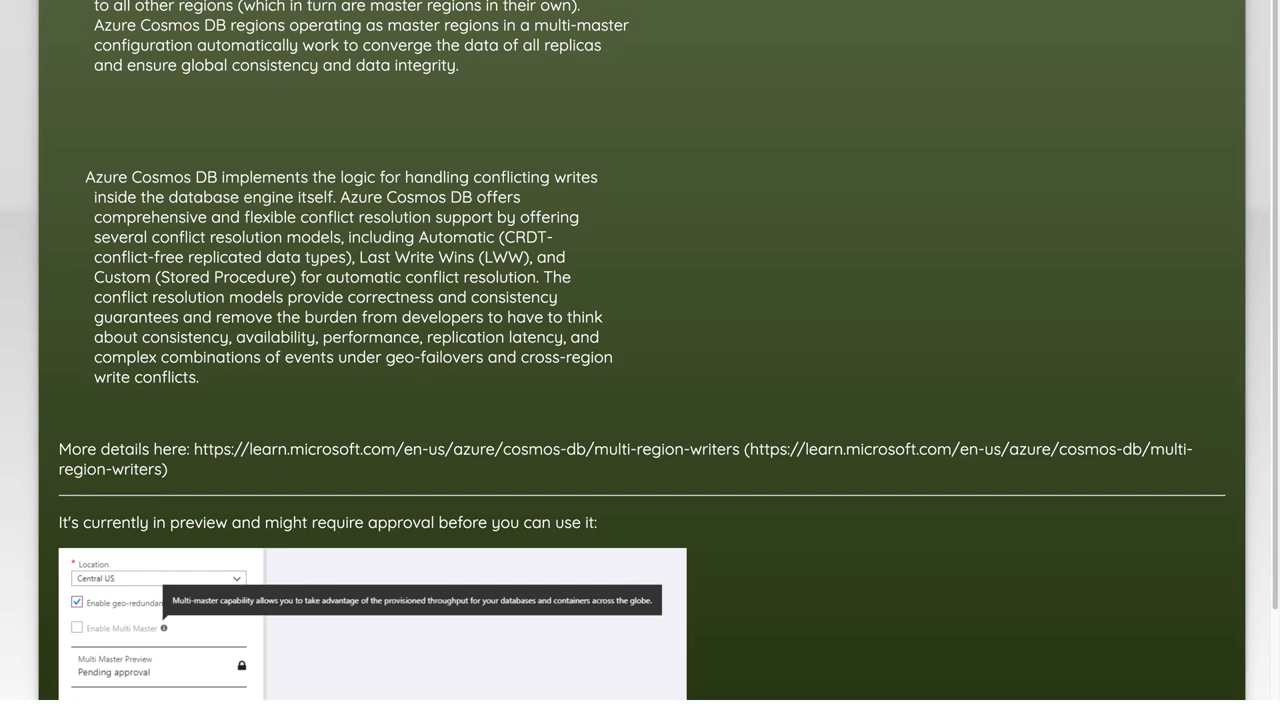 to all other regions (which in turn are master regions in their own).
Azure Cosmos DB regions operating as master regions in a multi-master
configuration automatically work to converge the data of all replicas
and ensure global consistency and data integrity.
Azure Cosmos DB implements the logic for handling conflicting writes
inside the database engine itself. Azure Cosmos DB offers
comprehensive and flexible conflict resolution support by offering
several conflict resolution models, including Automatic (CRDT-
conflict-free replicated data types), Last Write Wins (LWW), and
Custom (Stored Procedure) for automatic conflict resolution. The
conflict resolution models provide correctness and consistency
guarantees and remove the burden from developers to have to think
about consistency, availability, performance, replication latency, and
complex combinations of events under geo-failovers and cross-region
write conflicts.
More details here: https://learn.microsoft.com/en-us/azure/cosmos-db/multi-region-writers (https://learn.microsoft.com/en-us/azure/cosmos-db/multi-
region-writers)
It's currently in preview and might require approval before you can use it:
* Location
Central US
Enable geo-redundan
Multi-master capability allows you to take advantage of the provisioned throughput for your databases and containers across the globe.
Enable Multi Master
Multi Master Preview
Pending approval